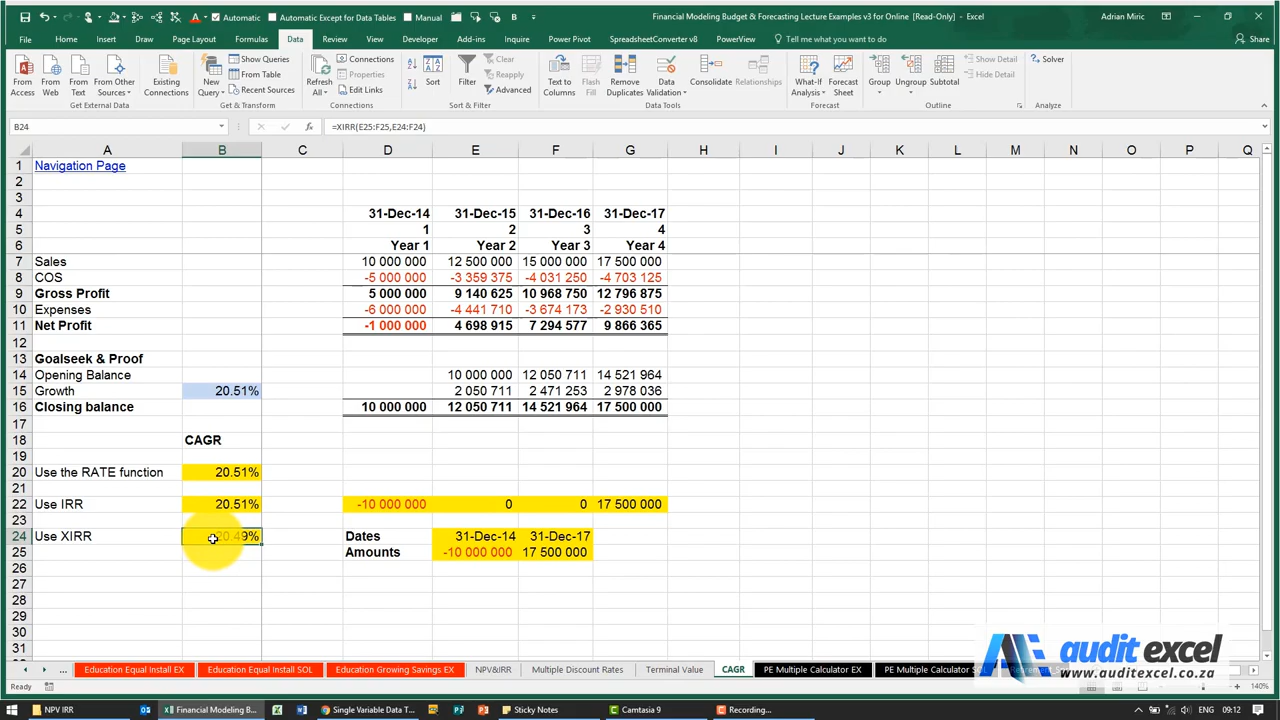 Automatic Automatic Except for Data Tables Manual B Financial Modeling Budget & Forecasting Lecture Examples v3 for Online [Read-Only] - Excel Adrian Miric
File Home Insert Draw Page Layout Formulas Data Review View Developer Add-ins Inquire Power Pivot SpreadsheetConverter v8 PowerView Tell me what you want to do Share
From Access
From Web
From Text
From Other Sources
Existing Connections
Get External Data
New Query
Show Queries
From Table
Recent Sources
Get & Transform
Refresh All
Connections
Properties
Edit Links
Connections
Sort
Filter
Clear
Reapply
Advanced
Sort & Filter
Text to Columns
Flash Fill
Remove Duplicates
Data Validation
Consolidate
Relationships
Data Tools
What-If Analysis
Forecast Sheet
Forecast
Group
Ungroup
Subtotal
Show Detail
Hide Detail
Outline
Solver
Analyze
B24 fx =XIRR(E25:F25,E24:F24)
A B C D E F G H I J K L M N O P Q
1 Navigation Page
2
3
4 31-Dec-14 31-Dec-15 31-Dec-16 31-Dec-17
5 1 2 3 4
6 Year 1 Year 2 Year 3 Year 4
7 Sales 10 000 000 12 500 000 15 000 000 17 500 000
8 COS -5 000 000 -3 359 375 -4 031 250 -4 703 125
9 Gross Profit 5 000 000 9 140 625 10 968 750 12 796 875
10 Expenses -6 000 000 -4 441 710 -3 674 173 -2 930 510
11 Net Profit -1 000 000 4 698 915 7 294 577 9 866 365
12
13 Goalseek & Proof
14 Opening Balance 10 000 000 12 050 711 14 521 964
15 Growth 20.51% 2 050 711 2 471 253 2 978 036
16 Closing balance 10 000 000 12 050 711 14 521 964 17 500 000
17
18 CAGR
19
20 Use the RATE function 20.51%
21
22 Use IRR 20.51% -10 000 000 0 0 17 500 000
23
24 Use XIRR 20.49% Dates 31-Dec-14 31-Dec-17
25 Amounts -10 000 000 17 500 000
26
27
28
29
30
31
audit excel
www.auditexcel.co.za
... Education Equal Install EX Education Equal Install SOL Education Growing Savings EX NPV&IRR Multiple Discount Rates Terminal Value CAGR PE Multiple Calculator EX PE Multiple Calculator
Ready 140%
NPV IRR Financial Modeling B... Single Variable Data T... Sticky Notes Camtasia 9 Recording... ENG 09:12